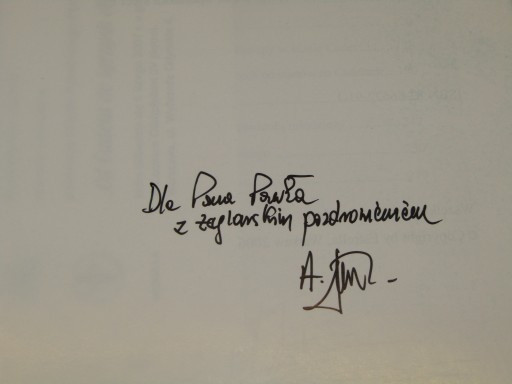 Dla Pana Pawła
z żeglarskim pozdrowieniem
A.